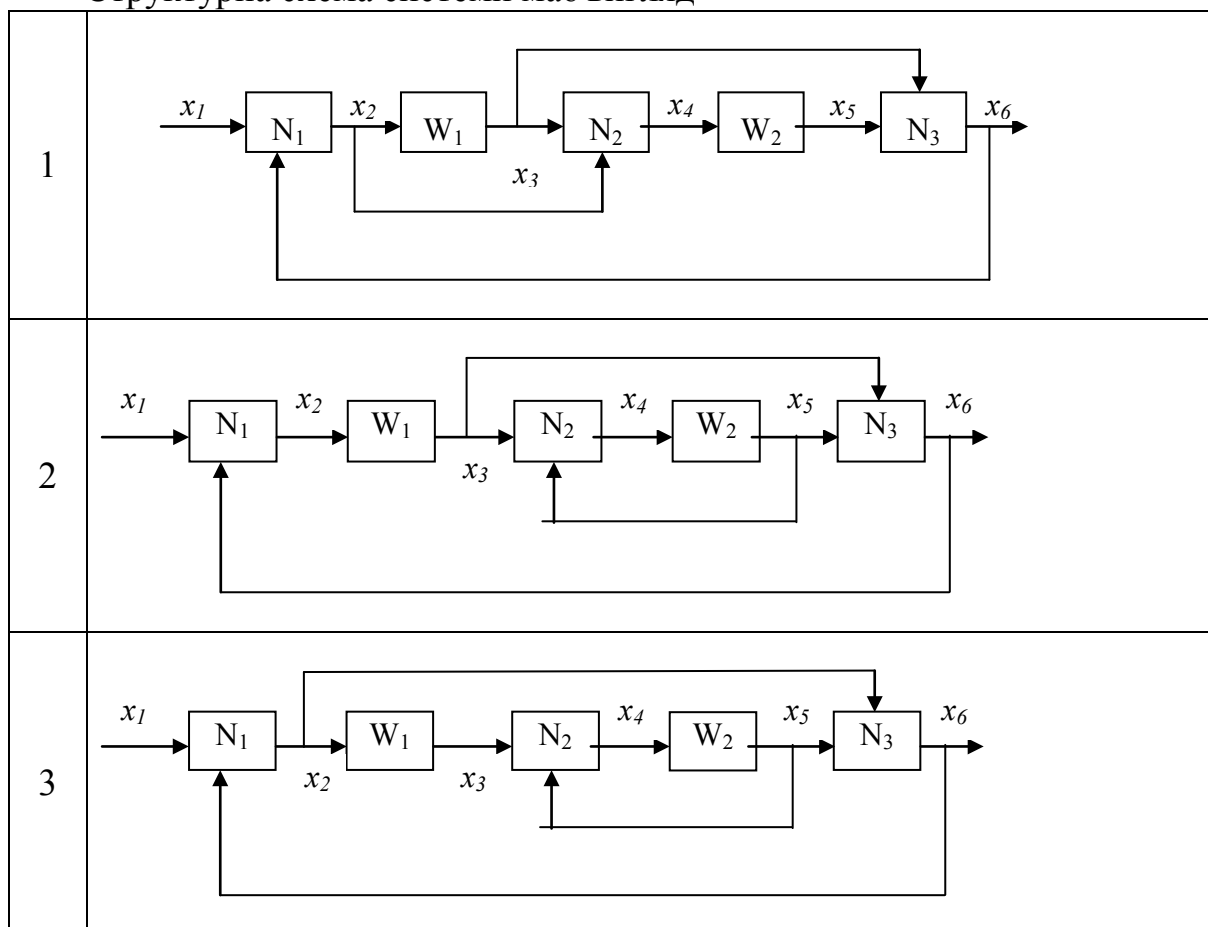 Структурна схема системи має вигляд
1
x1 N1 x2 W1 x3 N2 x4 W2 x5 N3 x6
2
x1 N1 x2 W1 x3 N2 x4 W2 x5 N3 x6
3
x1 N1 x2 W1 x3 N2 x4 W2 x5 N3 x6